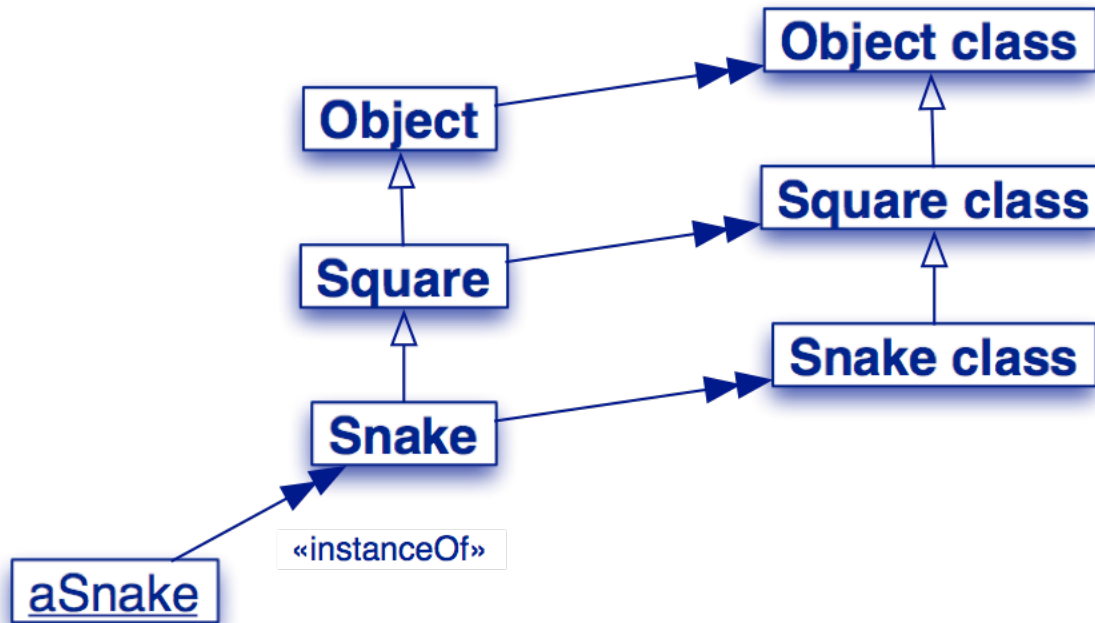 Object class
Object
Square class
Square
Snake class
Snake
«instanceOf»
aSnake